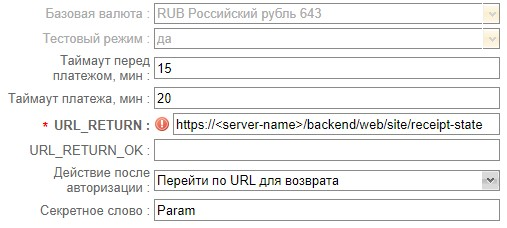 Базовая валюта : RUB Российский рубль 643
Тестовый режим : да
Таймаут перед
платежом, мин : 15
Таймаут платежа, мин : 20
* URL_RETURN : https://<server-name>/backend/web/site/receipt-state
URL_RETURN_OK :
Действие после
авторизации : Перейти по URL для возврата
Секретное слово : Param